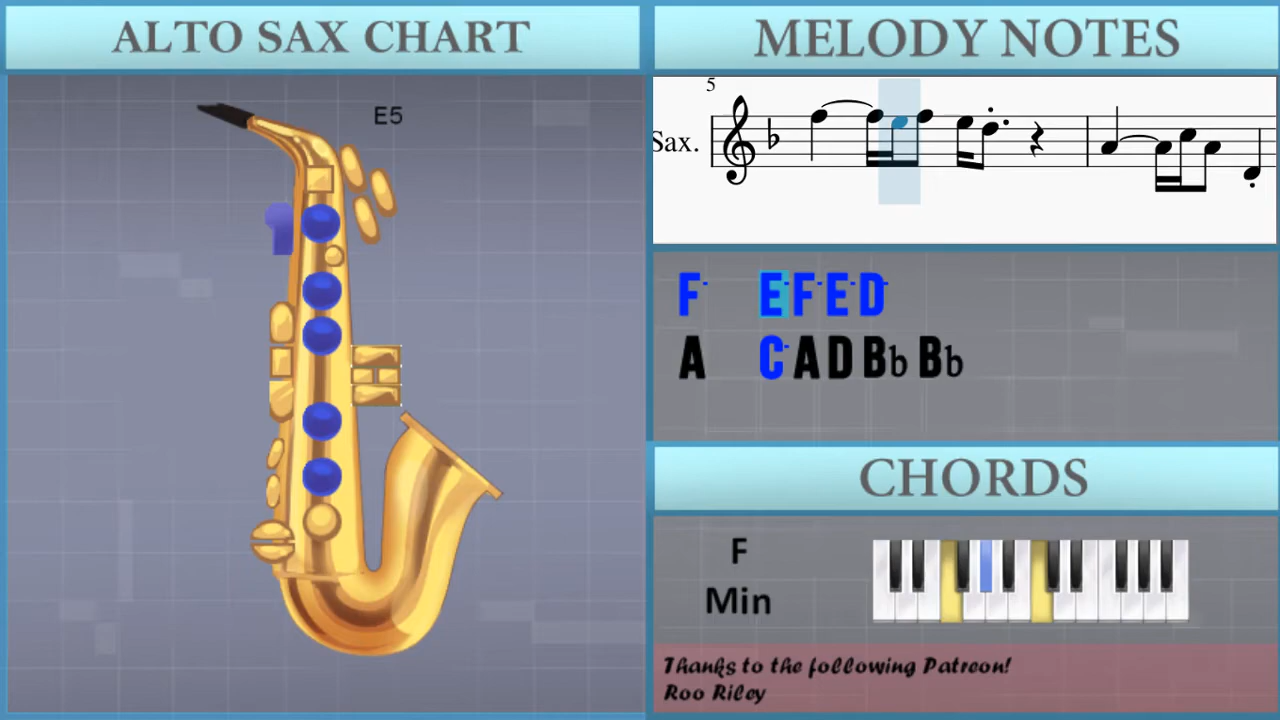 ALTO SAX CHART
E5
MELODY NOTES
5
Sax.
F E F E D
A C A D Bb Bb
CHORDS
F
Min
Thanks to the following Patreon!
Roo Riley